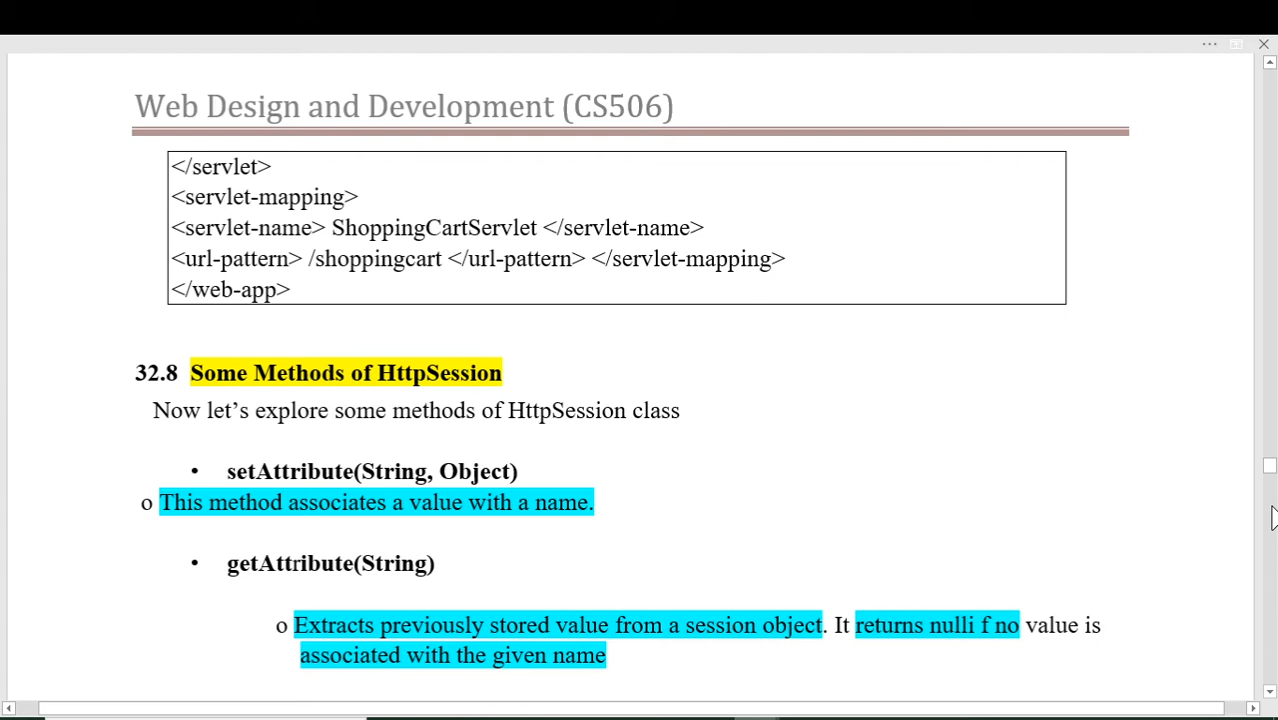 Web Design and Development (CS506)
</servlet>
<servlet-mapping>
<servlet-name> ShoppingCartServlet </servlet-name>
<url-pattern> /shoppingcart </url-pattern> </servlet-mapping>
</web-app>
32.8 Some Methods of HttpSession
Now let’s explore some methods of HttpSession class
• setAttribute(String, Object)
o This method associates a value with a name.
• getAttribute(String)
o Extracts previously stored value from a session object. It returns nulli f no value is
associated with the given name